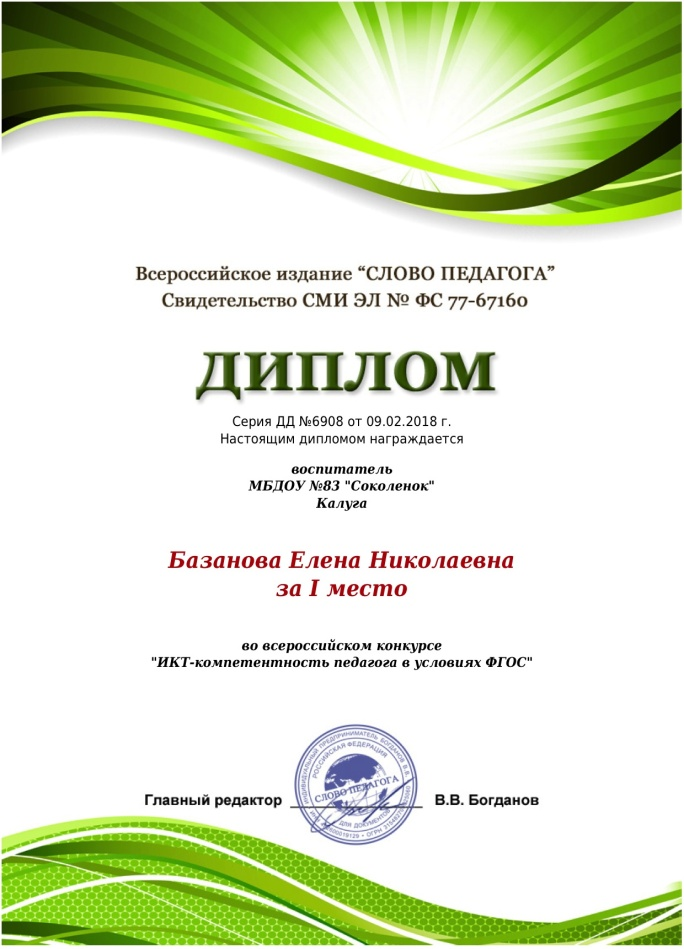 Всероссийское издание “СЛОВО ПЕДАГОГА”
Свидетельство СМИ ЭЛ № ФС 77-67160
ДИПЛОМ
Серия ДД №6908 от 09.02.2018 г.
Настоящим дипломом награждается
воспитатель
МБДОУ №83 "Соколенок"
Калуга
Базанова Елена Николаевна
за I место
во всероссийском конкурсе
"ИКТ-компетентность педагога в условиях ФГОС"
ИНДИВИДУАЛЬНЫЙ ПРЕДПРИНИМАТЕЛЬ БОГДАНОВ В.В.
РОССИЙСКАЯ ФЕДЕРАЦИЯ
СЛОВО ПЕДАГОГА
ДЛЯ ДОКУМЕНТОВ
Главный редактор В.В. Богданов